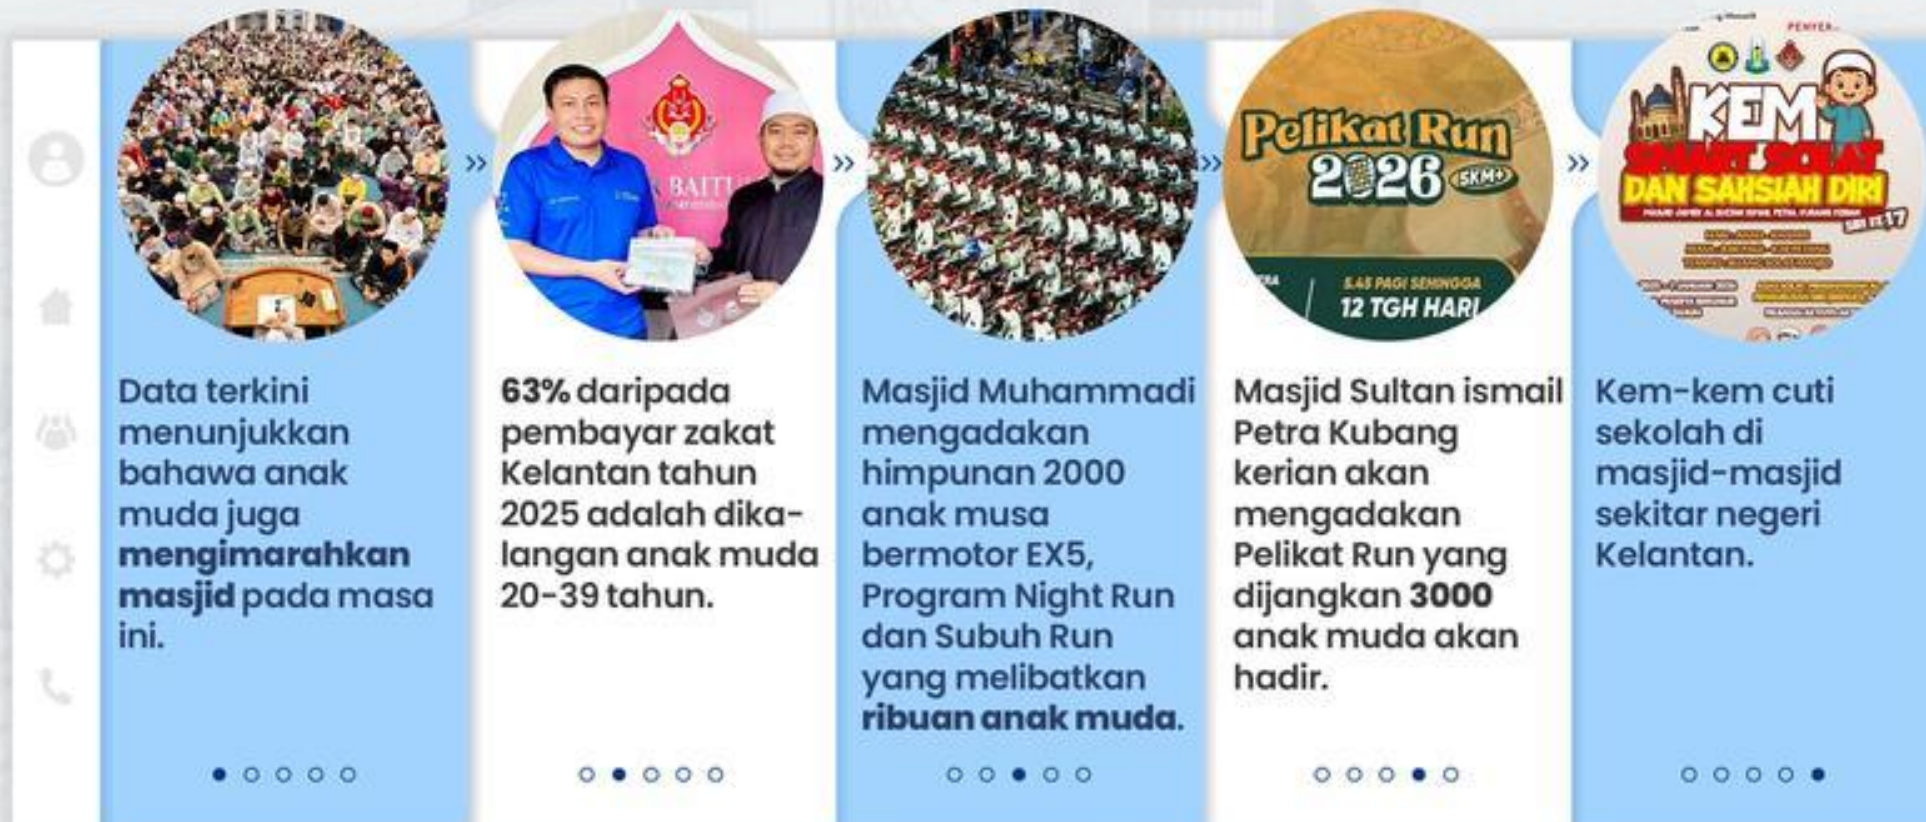 BAITU
Pelikat Run
2026 5KM+
5.45 PAGI SEHINGGA
12 TGH HARI
KEM
SMART SOLAT
DAN SAHSIAH DIRI
Data terkini
menunjukkan
bahawa anak
muda juga
mengimarahkan
masjid pada masa
ini.
63% daripada
pembayar zakat
Kelantan tahun
2025 adalah dika-
langan anak muda
20-39 tahun.
Masjid Muhammadi
mengadakan
himpunan 2000
anak musa
bermotor EX5,
Program Night Run
dan Subuh Run
yang melibatkan
ribuan anak muda.
Masjid Sultan ismail
Petra Kubang
kerian akan
mengadakan
Pelikat Run yang
dijangkan 3000
anak muda akan
hadir.
Kem-kem cuti
sekolah di
masjid-masjid
sekitar negeri
Kelantan.